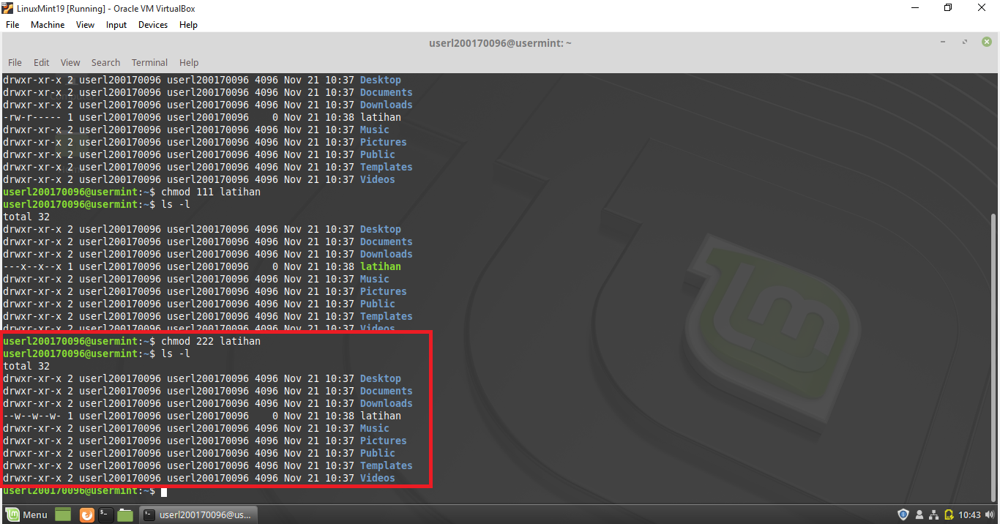 LinuxMint19 [Running] - Oracle VM VirtualBox
File Machine View Input Devices Help
userl200170096@usermint: ~
File Edit View Search Terminal Help
drwxr-xr-x 2 userl200170096 userl200170096 4096 Nov 21 10:37 Desktop
drwxr-xr-x 2 userl200170096 userl200170096 4096 Nov 21 10:37 Documents
drwxr-xr-x 2 userl200170096 userl200170096 4096 Nov 21 10:37 Downloads
-rw-r----- 1 userl200170096 userl200170096    0 Nov 21 10:38 latihan
drwxr-xr-x 2 userl200170096 userl200170096 4096 Nov 21 10:37 Music
drwxr-xr-x 2 userl200170096 userl200170096 4096 Nov 21 10:37 Pictures
drwxr-xr-x 2 userl200170096 userl200170096 4096 Nov 21 10:37 Public
drwxr-xr-x 2 userl200170096 userl200170096 4096 Nov 21 10:37 Templates
drwxr-xr-x 2 userl200170096 userl200170096 4096 Nov 21 10:37 Videos
userl200170096@usermint:~$ chmod 111 latihan
userl200170096@usermint:~$ ls -l
total 32
drwxr-xr-x 2 userl200170096 userl200170096 4096 Nov 21 10:37 Desktop
drwxr-xr-x 2 userl200170096 userl200170096 4096 Nov 21 10:37 Documents
drwxr-xr-x 2 userl200170096 userl200170096 4096 Nov 21 10:37 Downloads
---x--x--x 1 userl200170096 userl200170096    0 Nov 21 10:38 latihan
drwxr-xr-x 2 userl200170096 userl200170096 4096 Nov 21 10:37 Music
drwxr-xr-x 2 userl200170096 userl200170096 4096 Nov 21 10:37 Pictures
drwxr-xr-x 2 userl200170096 userl200170096 4096 Nov 21 10:37 Public
drwxr-xr-x 2 userl200170096 userl200170096 4096 Nov 21 10:37 Templates
drwxr-xr-x 2 userl200170096 userl200170096 4096 Nov 21 10:37 Videos
userl200170096@usermint:~$ chmod 222 latihan
userl200170096@usermint:~$ ls -l
total 32
drwxr-xr-x 2 userl200170096 userl200170096 4096 Nov 21 10:37 Desktop
drwxr-xr-x 2 userl200170096 userl200170096 4096 Nov 21 10:37 Documents
drwxr-xr-x 2 userl200170096 userl200170096 4096 Nov 21 10:37 Downloads
--w--w--w- 1 userl200170096 userl200170096    0 Nov 21 10:38 latihan
drwxr-xr-x 2 userl200170096 userl200170096 4096 Nov 21 10:37 Music
drwxr-xr-x 2 userl200170096 userl200170096 4096 Nov 21 10:37 Pictures
drwxr-xr-x 2 userl200170096 userl200170096 4096 Nov 21 10:37 Public
drwxr-xr-x 2 userl200170096 userl200170096 4096 Nov 21 10:37 Templates
drwxr-xr-x 2 userl200170096 userl200170096 4096 Nov 21 10:37 Videos
userl200170096@usermint:~$
Menu userl200170096@us... 10:43